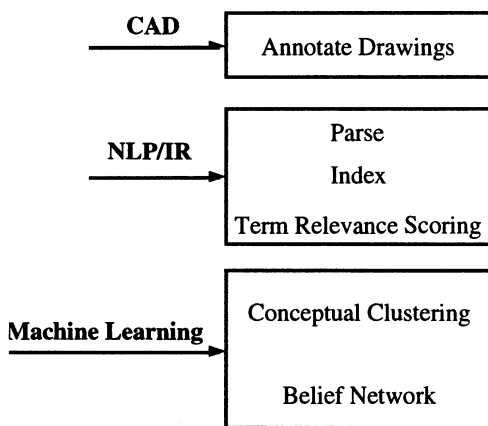 CAD
Annotate Drawings
NLP/IR
Parse
Index
Term Relevance Scoring
Machine Learning
Conceptual Clustering
Belief Network